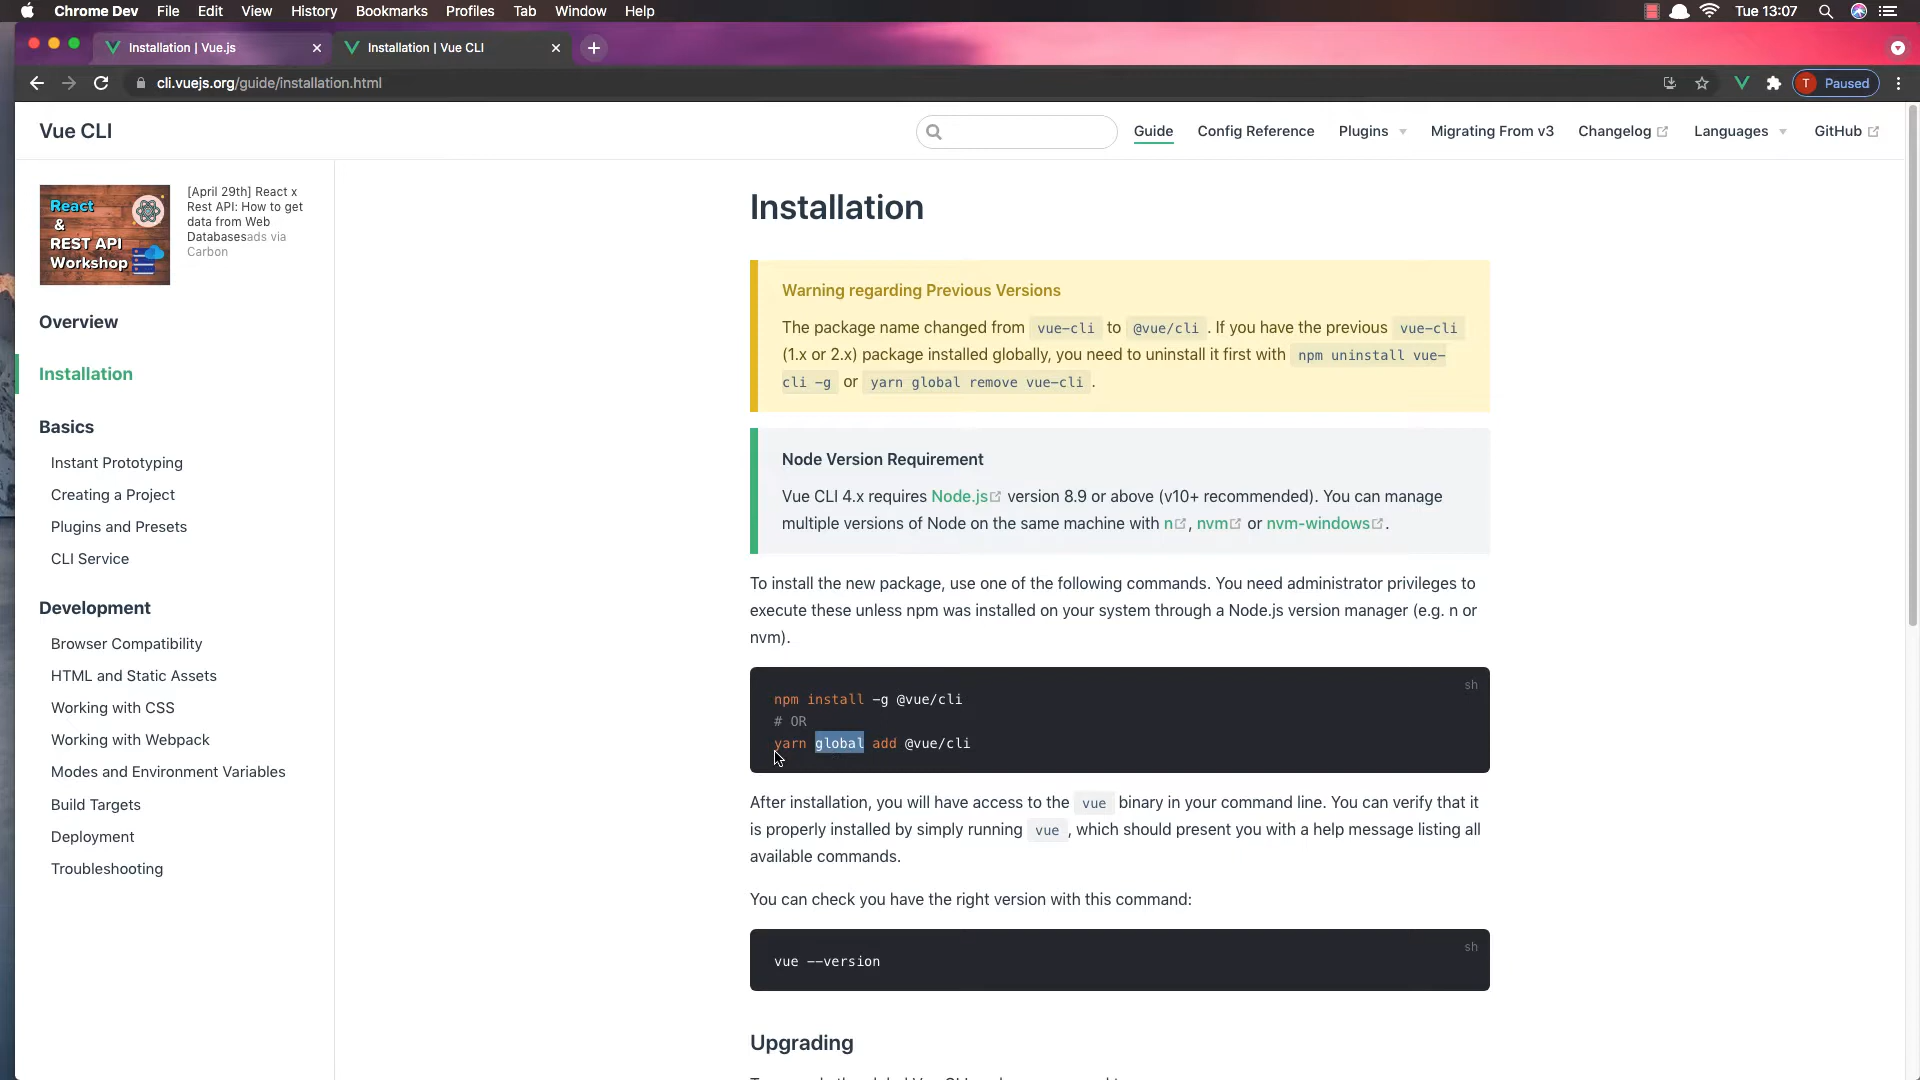 Chrome Dev File Edit View History Bookmarks Profiles Tab Window Help Tue 13:07
Installation | Vue.js Installation | Vue CLI
cli.vuejs.org/guide/installation.html T Paused
Vue CLI Guide Config Reference Plugins Migrating From v3 Changelog Languages GitHub
React
&
REST API
Workshop
[April 29th] React x
Rest API: How to get
data from Web
Databasesads via
Carbon
Overview
Installation
Basics
Instant Prototyping
Creating a Project
Plugins and Presets
CLI Service
Development
Browser Compatibility
HTML and Static Assets
Working with CSS
Working with Webpack
Modes and Environment Variables
Build Targets
Deployment
Troubleshooting
Installation
Warning regarding Previous Versions
The package name changed from vue-cli to @vue/cli. If you have the previous vue-cli
(1.x or 2.x) package installed globally, you need to uninstall it first with npm uninstall vue-
cli -g or yarn global remove vue-cli.
Node Version Requirement
Vue CLI 4.x requires Node.js version 8.9 or above (v10+ recommended). You can manage
multiple versions of Node on the same machine with n, nvm or nvm-windows.
To install the new package, use one of the following commands. You need administrator privileges to
execute these unless npm was installed on your system through a Node.js version manager (e.g. n or
nvm).
sh
npm install -g @vue/cli
# OR
yarn global add @vue/cli
After installation, you will have access to the vue binary in your command line. You can verify that it
is properly installed by simply running vue, which should present you with a help message listing all
available commands.
You can check you have the right version with this command:
sh
vue --version
Upgrading